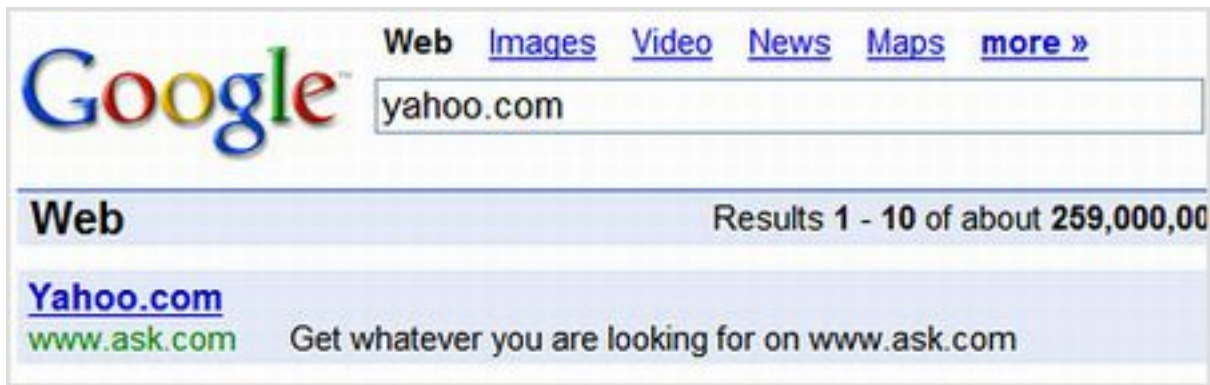 Google™
Web Images Video News Maps more »
yahoo.com
Web Results 1 - 10 of about 259,000,00
Yahoo.com
www.ask.com Get whatever you are looking for on www.ask.com